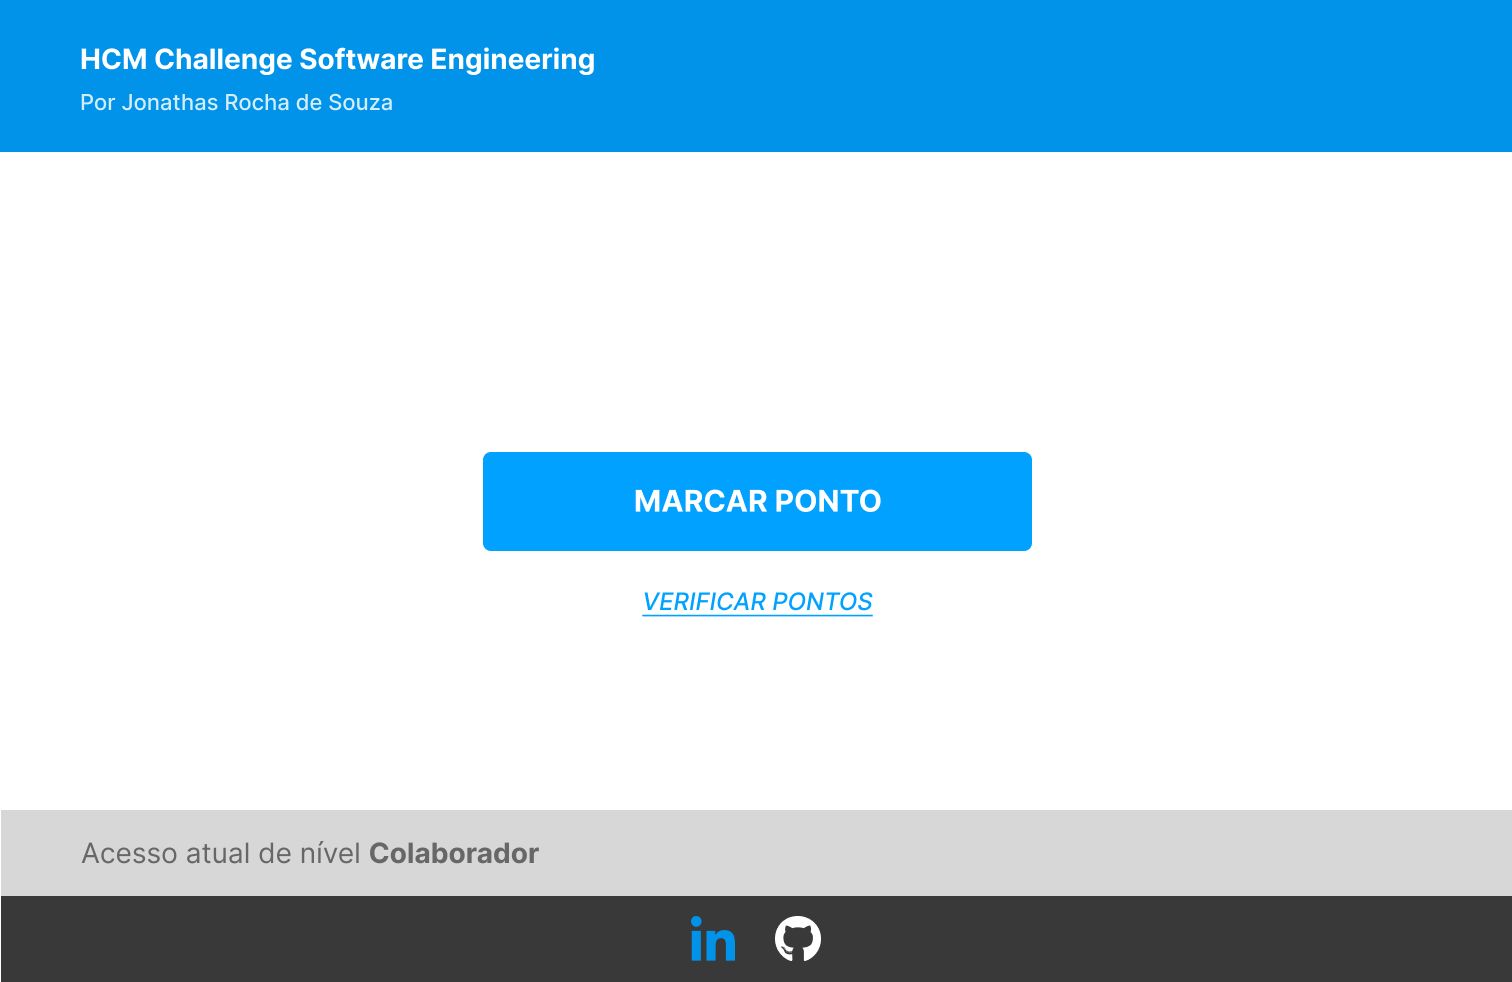 HCM Challenge Software Engineering
Por Jonathas Rocha de Souza
MARCAR PONTO
VERIFICAR PONTOS
Acesso atual de nível Colaborador
in